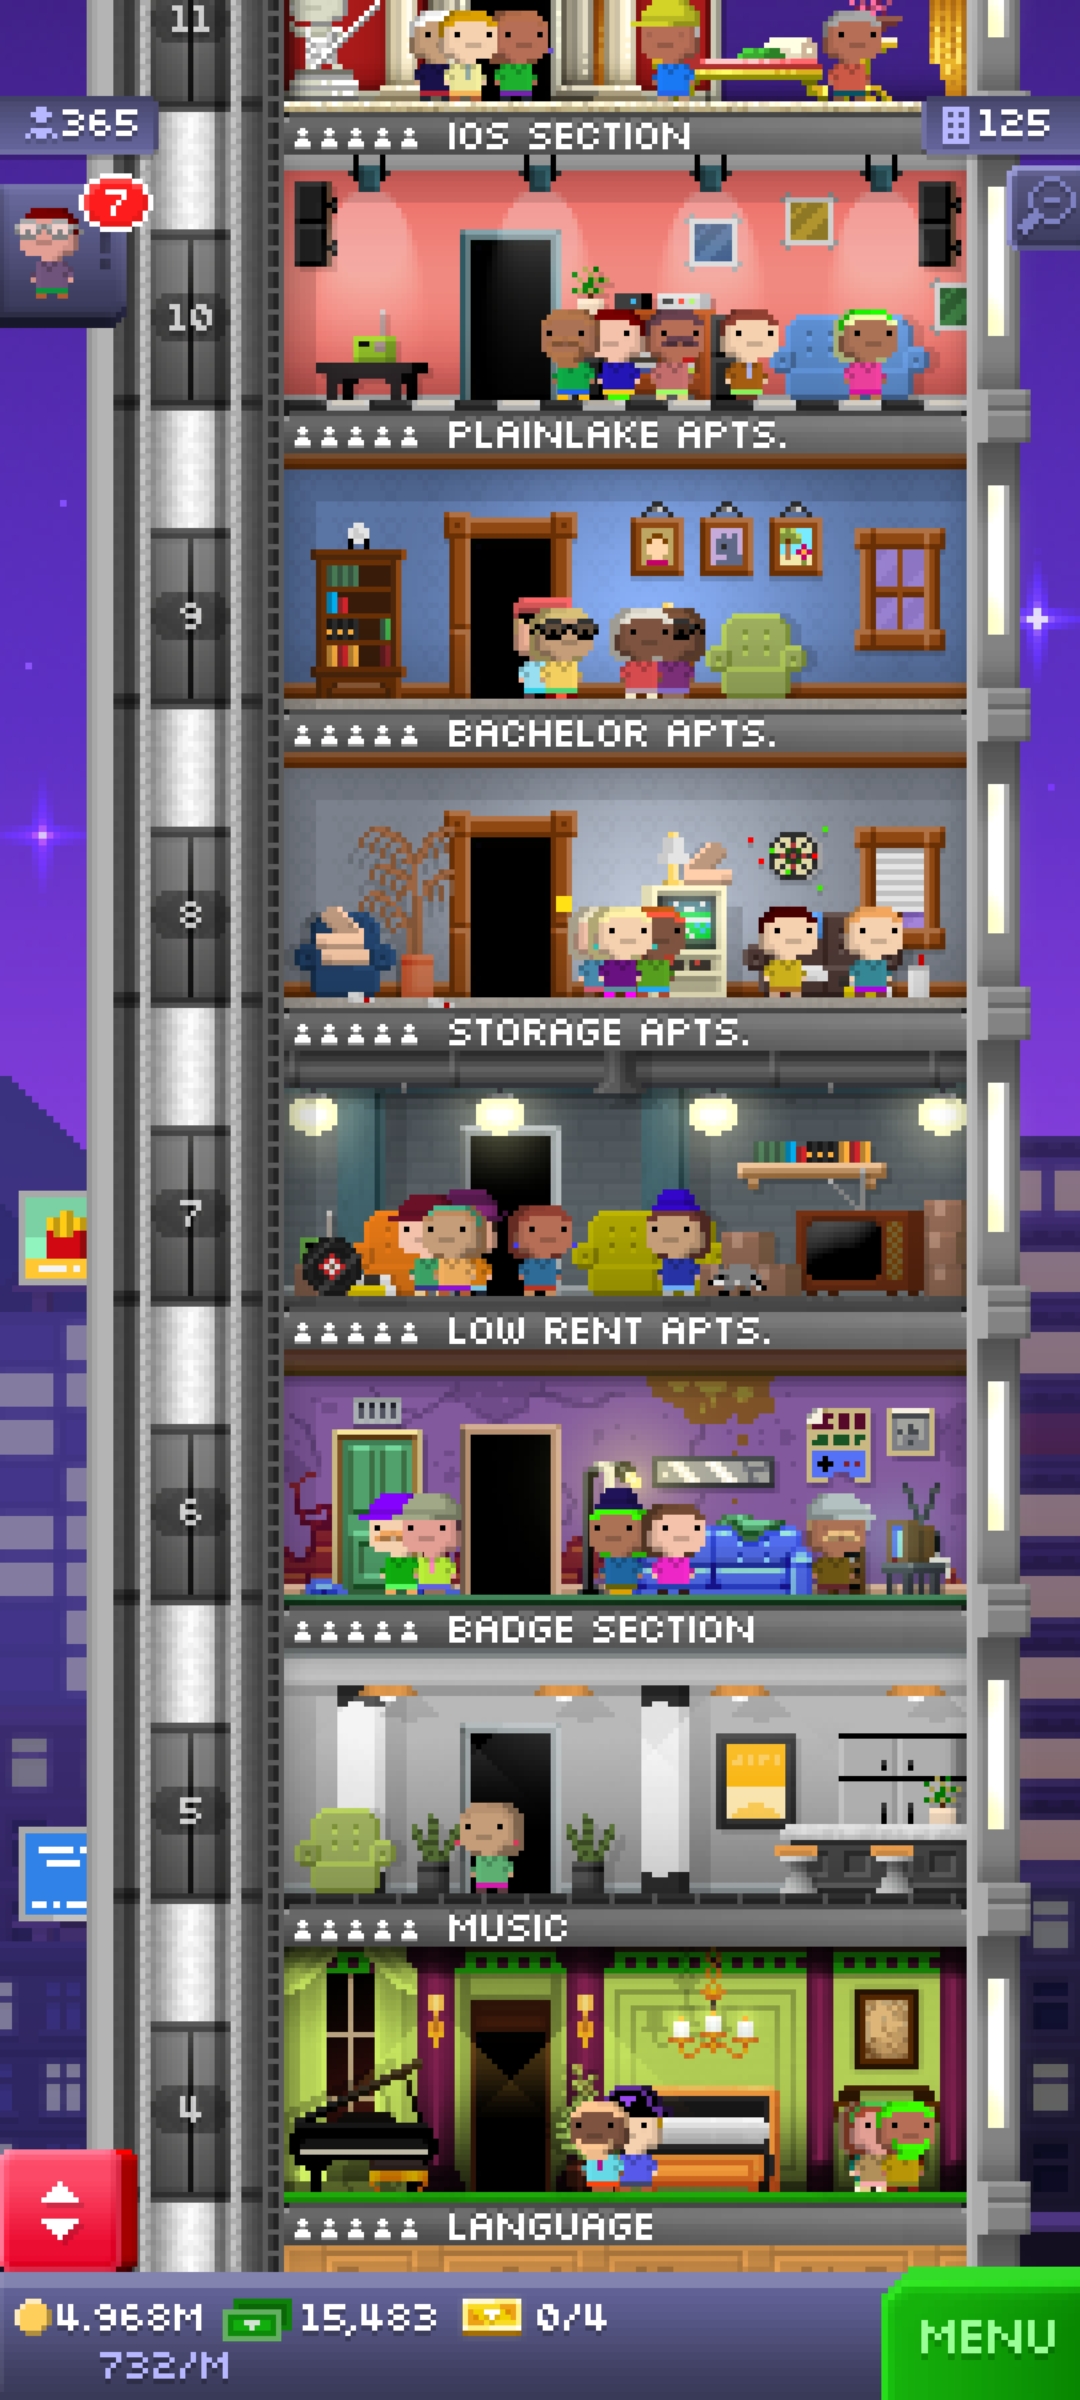 11
365
IOS SECTION
125
7
10
PLAINLAKE APTS.
9
BACHELOR APTS.
8
STORAGE APTS.
7
LOW RENT APTS.
6
BADGE SECTION
5
MUSIC
4
LANGUAGE
4.968M 15,483 0/4
732/M
MENU